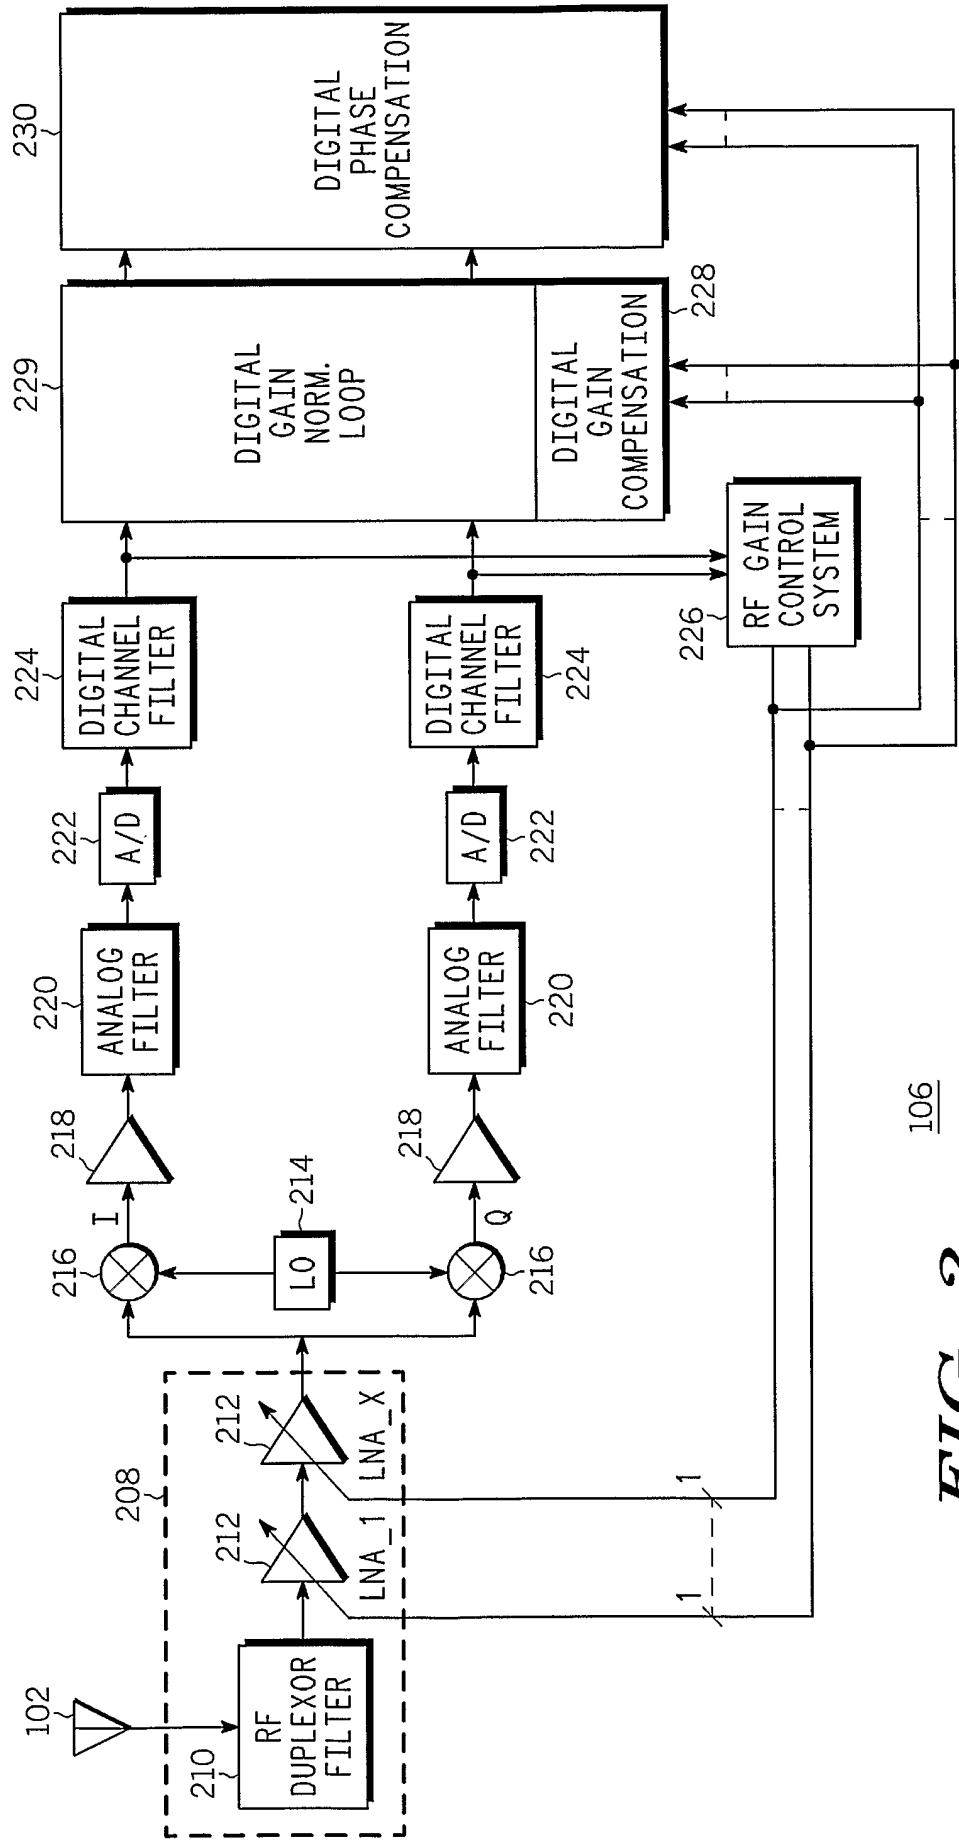 102
208
210
RF
DUPLEXOR
FILTER
212
LNA_1
212
LNA_X
1
1
216
I
214
LO
216
Q
218
218
220
ANALOG
FILTER
ANALOG
FILTER
220
222
A/D
A/D
222
224
DIGITAL
CHANNEL
FILTER
DIGITAL
CHANNEL
FILTER
224
226
RF GAIN
CONTROL
SYSTEM
229
DIGITAL
GAIN
NORM.
LOOP
DIGITAL
GAIN
COMPENSATION
228
230
DIGITAL
PHASE
COMPENSATION
106
FIG. 2